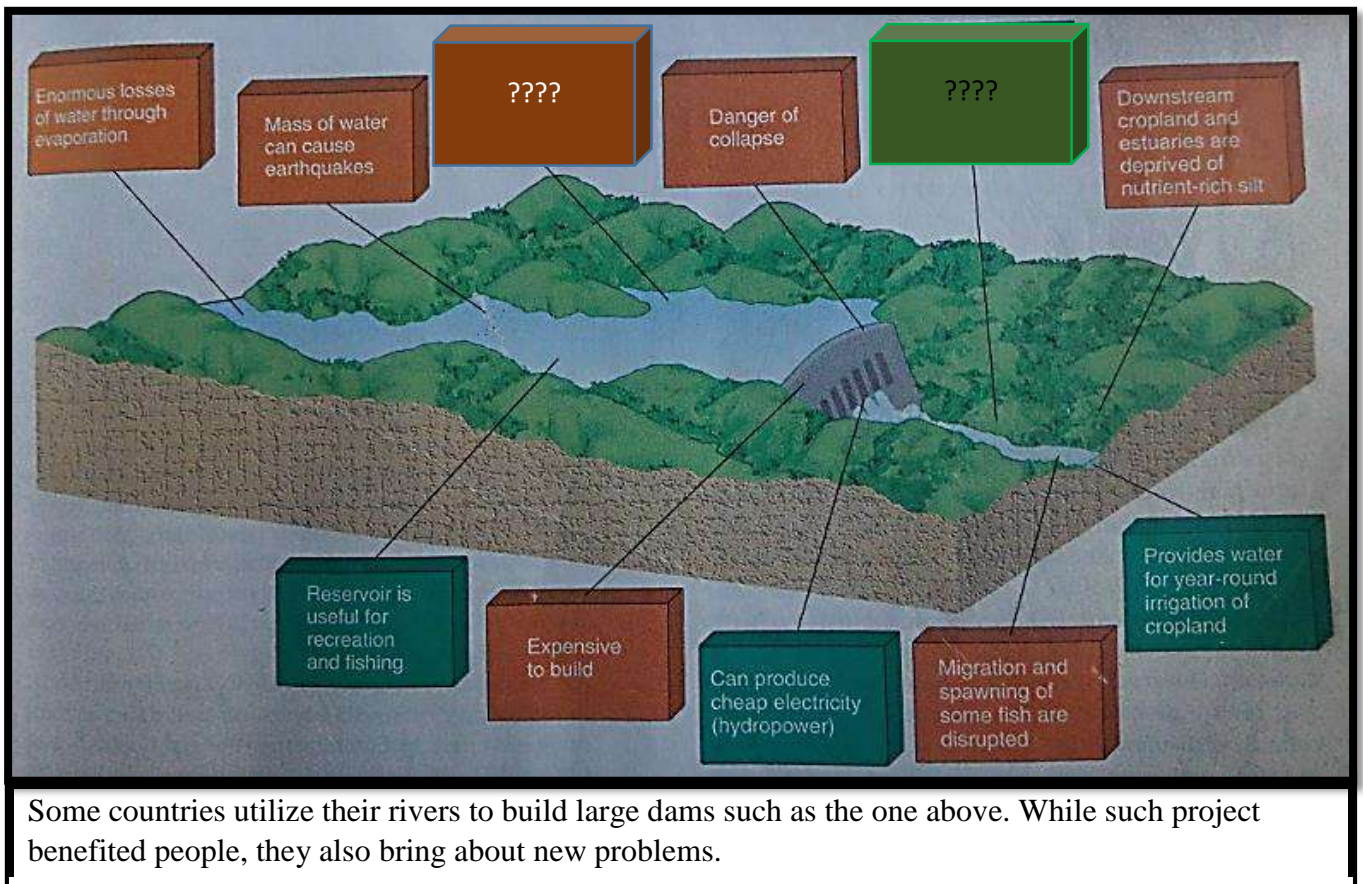 Enormous losses
of water through
evaporation
Mass of water
can cause
earthquakes
????
Danger of
collapse
????
Downstream
cropland and
estuaries are
deprived of
nutrient-rich silt
Reservoir is
useful for
recreation
and fishing
Expensive
to build
Can produce
cheap electricity
(hydropower)
Migration and
spawning of
some fish are
disrupted
Provides water
for year-round
irrigation of
cropland
Some countries utilize their rivers to build large dams such as the one above. While such project
benefited people, they also bring about new problems.